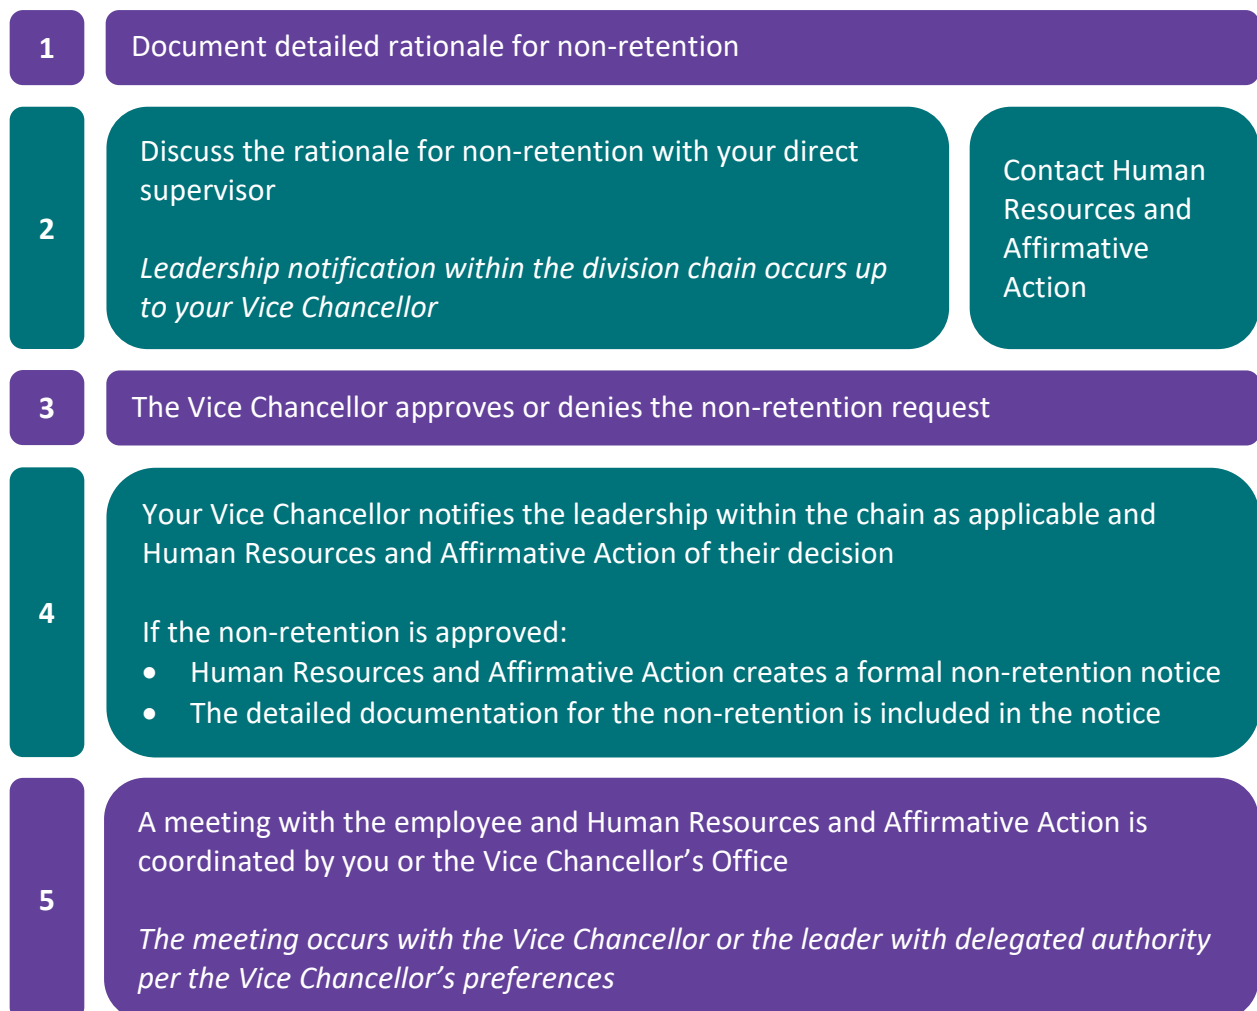 1
Document detailed rationale for non-retention
2
Discuss the rationale for non-retention with your direct
supervisor
Leadership notification within the division chain occurs up
to your Vice Chancellor
Contact Human
Resources and
Affirmative
Action
3
The Vice Chancellor approves or denies the non-retention request
4
Your Vice Chancellor notifies the leadership within the chain as applicable and
Human Resources and Affirmative Action of their decision
If the non-retention is approved:
• Human Resources and Affirmative Action creates a formal non-retention notice
• The detailed documentation for the non-retention is included in the notice
5
A meeting with the employee and Human Resources and Affirmative Action is
coordinated by you or the Vice Chancellor’s Office
The meeting occurs with the Vice Chancellor or the leader with delegated authority
per the Vice Chancellor’s preferences